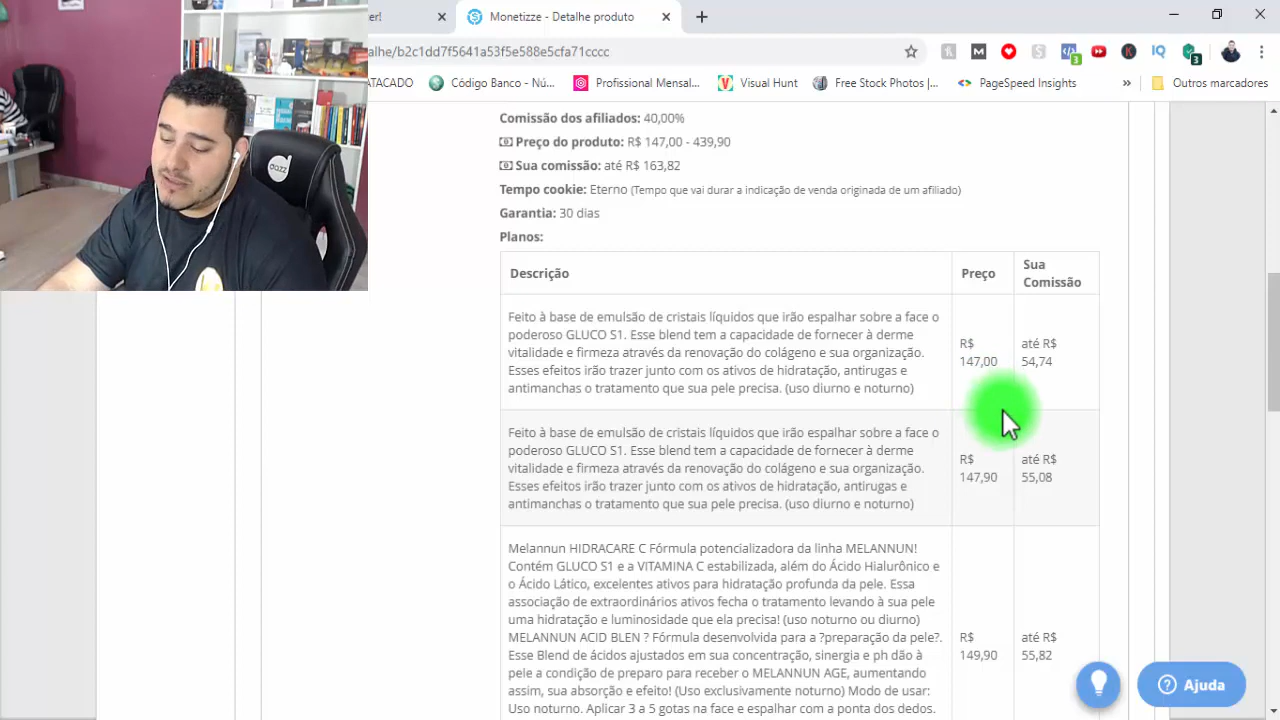 erl
Monetizze - Detalhe produto
alhe/b2c1dd7f5641a53f5e588e5cfa71cccc
ATACADO
Código Banco - Nú...
Profissional Mensal...
ViralHunt
Free Stock Photos |...
PageSpeed Insights
»
Outros marcadores
Comissão dos afiliados: 40,00%
Preço do produto: R$ 147,00 - 439,90
Sua comissão: até R$ 163,82
Tempo cookie: Eterno (Tempo que vai durar a indicação de venda originada de um afiliado)
Garantia: 30 dias
Planos:
Descrição
Preço
Sua
Comissão
Feito à base de emulsão de cristais líquidos que irão espalhar sobre a face o
poderoso GLUCO S1. Esse blend tem a capacidade de fornecer à derme
vitalidade e firmeza através da renovação do colágeno e sua organização.
Esses efeitos irão trazer junto com os ativos de hidratação, antirugas e
antimanchas o tratamento que sua pele precisa. (uso diurno e noturno)
R$
147,00
até R$
54,74
Feito à base de emulsão de cristais líquidos que irão espalhar sobre a face o
poderoso GLUCO S1. Esse blend tem a capacidade de fornecer à derme
vitalidade e firmeza através da renovação do colágeno e sua organização.
Esses efeitos irão trazer junto com os ativos de hidratação, antirugas e
antimanchas o tratamento que sua pele precisa. (uso diurno e noturno)
R$
147,90
até R$
55,08
Melannun HIDRACARE C Fórmula potencializadora da linha MELANNUN!
Contém GLUCO S1 e a VITAMINA C estabilizada, além do Ácido Hialurônico e
o Ácido Lático, excelentes ativos para hidratação profunda da pele. Essa
associação de extraordinários ativos fecha o tratamento levando à sua pele
uma hidratação e luminosidade que ela precisa! (uso noturno ou diurno)
MELANNUN ACID BLEN ? Fórmula desenvolvida para a ?preparação da pele?.
Esse Blend de ácidos ajustados em sua concentração, sinergia e ph dão à
pele a condição de preparo para receber o MELANNUN AGE, aumentando
assim, sua absorção e efeito! (Uso exclusivamente noturno) Modo de usar:
Uso noturno. Aplicar 3 a 5 gotas na face e espalhar com a ponta dos dedos.
R$
149,90
até R$
55,82
Ajuda
dazz